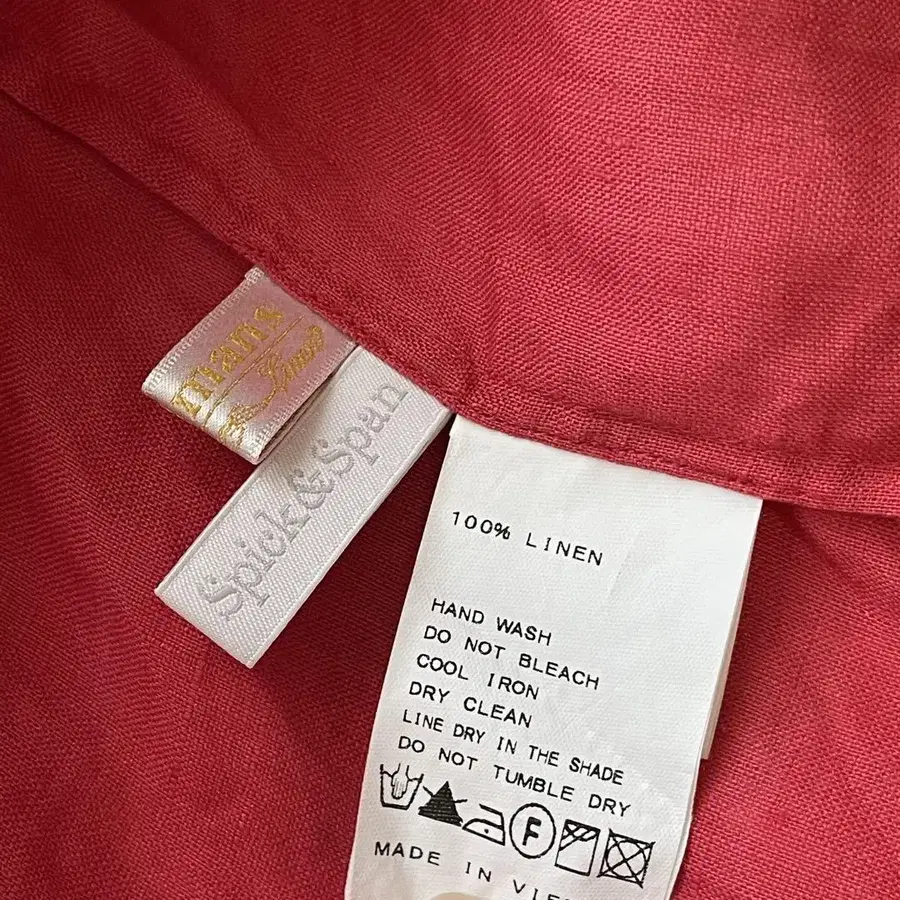 mans
Spick&Span
100% LINEN
HAND WASH
DO NOT BLEACH
COOL IRON
DRY CLEAN
LINE DRY IN THE SHADE
DO NOT TUMBLE DRY
F
MADE IN VIE